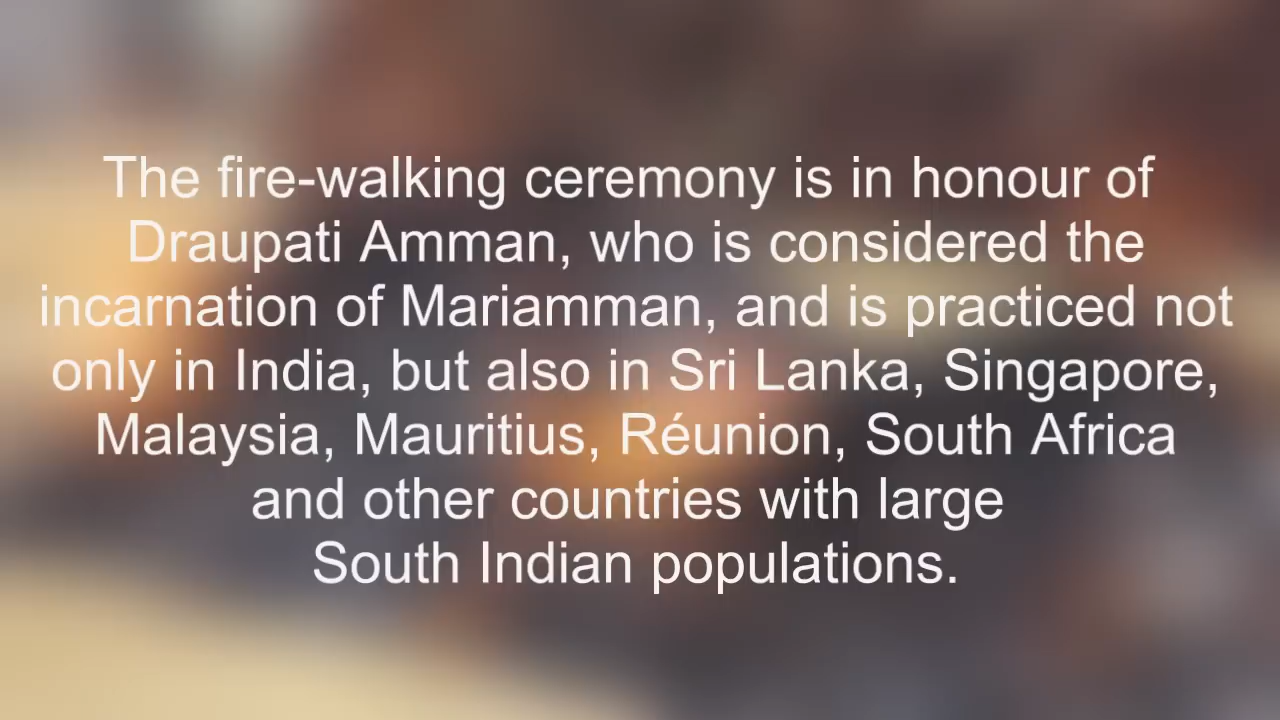 The fire-walking ceremony is in honour of
Draupati Amman, who is considered the
incarnation of Mariamman, and is practiced not
only in India, but also in Sri Lanka, Singapore,
Malaysia, Mauritius, Réunion, South Africa
and other countries with large
South Indian populations.